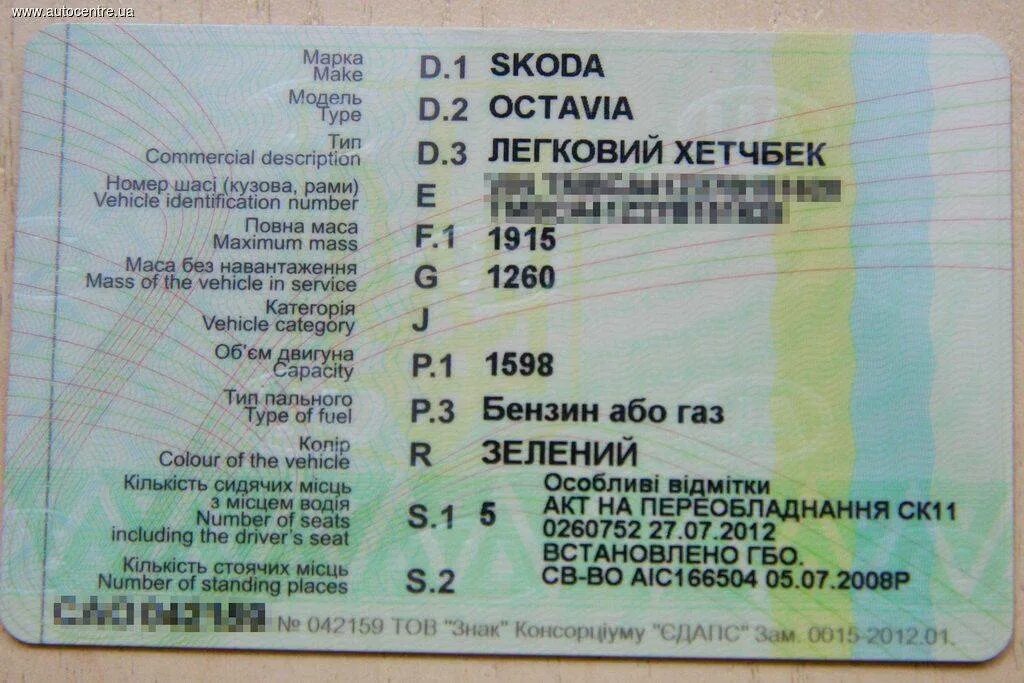 www.autocentre.ua
Марка
Make D.1 SKODA
Модель
Type D.2 OCTAVIA
Тип
Commercial description D.3 ЛЕГКОВИЙ ХЕТЧБЕК
Номер шасі (кузова, рами)
Vehicle identification number E
Повна маса
Maximum mass F.1 1915
Маса без навантаження
Mass of the vehicle in service G 1260
Категорія
Vehicle category J
Об'єм двигуна
Capacity P.1 1598
Тип пального
Type of fuel P.3 Бензин або газ
Колір
Colour of the vehicle R ЗЕЛЕНИЙ
Кількість сидячих місць
з місцем водія
Number of seats
including the driver's seat S.1 5
Особливі відмітки
АКТ НА ПЕРЕОБЛАДНАННЯ СК11
0260752 27.07.2012
ВСТАНОВЛЕНО ГБО.
СВ-ВО АІС166504 05.07.2008Р
Кількість стоячих місць
Number of standing places S.2
№ 042159 ТОВ "Знак" Консорціуму "ЄДАПС" Зам. 0015-2012.01.